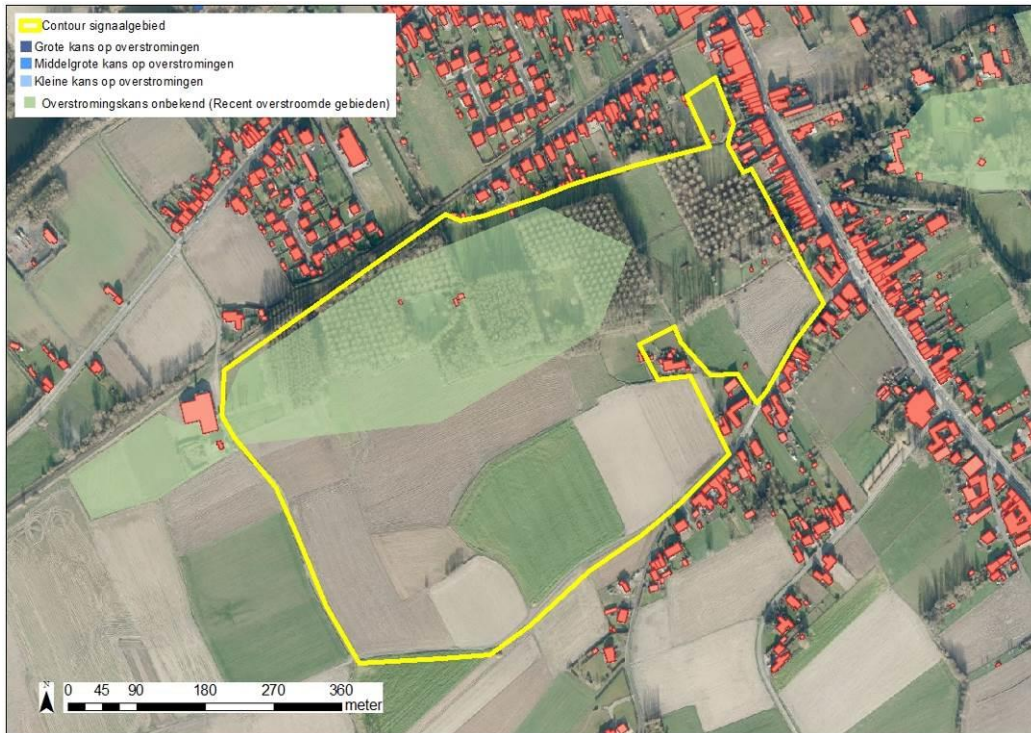 Contour signaalgebied
Grote kans op overstromingen
Middelgrote kans op overstromingen
Kleine kans op overstromingen
Overstromingskans onbekend (Recent overstroomde gebieden)
N
0 45 90 180 270 360
meter